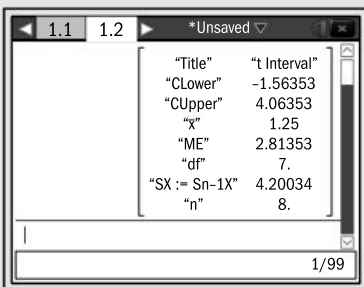 1.1 1.2 *Unsaved
“Title” “t Interval”
“CLower” –1.56353
“CUpper” 4.06353
“x̅” 1.25
“ME” 2.81353
“df” 7.
“SX := Sn–1X” 4.20034
“n” 8.
1/99